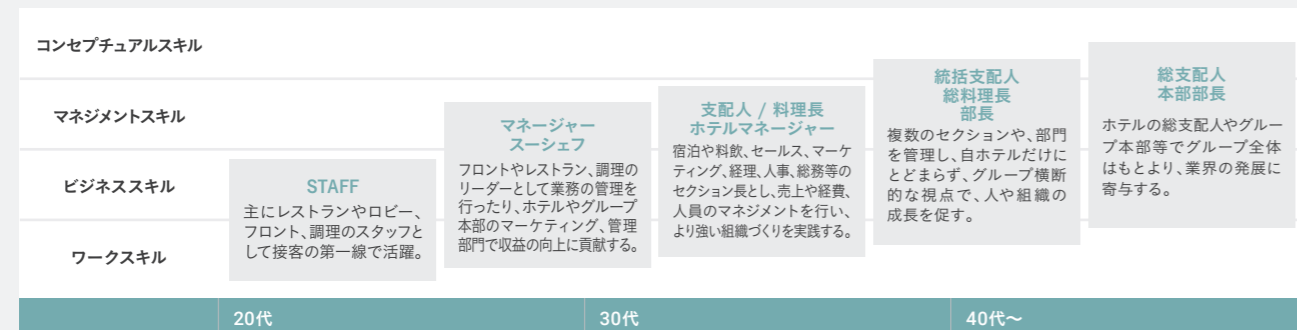 コンセプチュアルスキル
マネジメントスキル
ビジネススキル
ワークスキル
STAFF
主にレストランやロビー、
フロント、調理のスタッフと
して接客の第一線で活躍。
マネージャー
スーシェフ
フロントやレストラン、調理の
リーダーとして業務の管理を
行ったり、ホテルやグループ
本部のマーケティング、管理
部門で収益の向上に貢献する。
支配人 / 料理長
ホテルマネージャー
宿泊や料飲、セールス、マーケ
ティング、経理、人事、総務等の
セクション長とし、売上や経費、
人員のマネジメントを行い、
より強い組織づくりを実践する。
統括支配人
総料理長
部長
複数のセクションや、部門
を管理し、自ホテルだけに
とどまらず、グループ横断
的な視点で、人や組織の
成長を促す。
総支配人
本部部長
ホテルの総支配人やグルー
プ本部等でグループ全体
はもとより、業界の発展に
寄与する。
20代
30代
40代〜